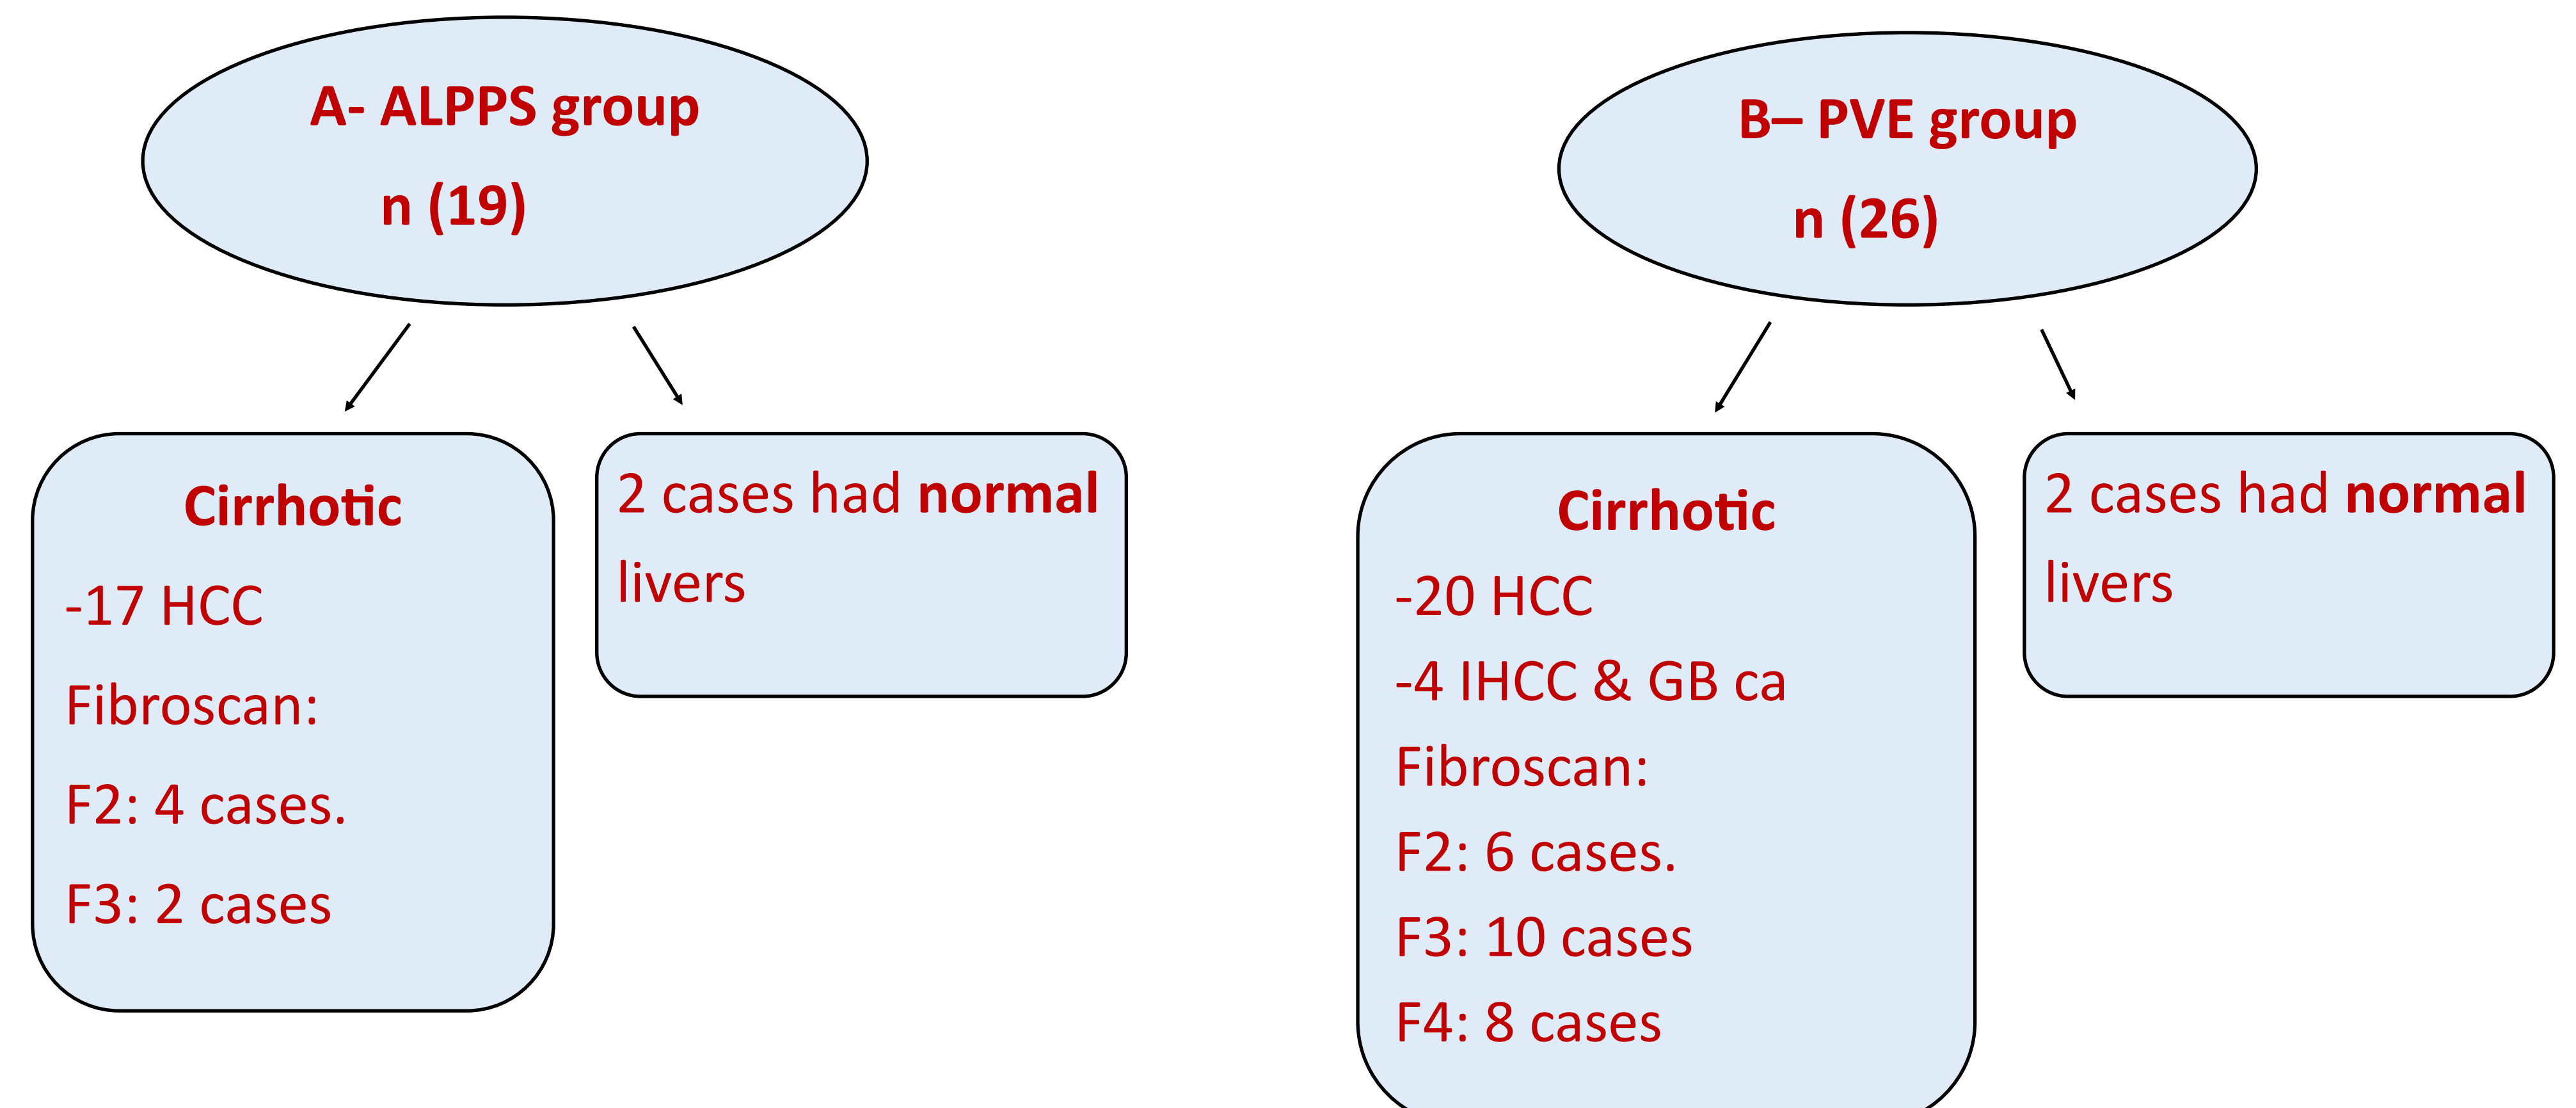 A- ALPPS group
n (19)
Cirrhotic
-17 HCC
Fibroscan:
F2: 4 cases.
F3: 2 cases
2 cases had normal
livers
B– PVE group
n (26)
Cirrhotic
-20 HCC
-4 IHCC & GB ca
Fibroscan:
F2: 6 cases.
F3: 10 cases
F4: 8 cases
2 cases had normal
livers